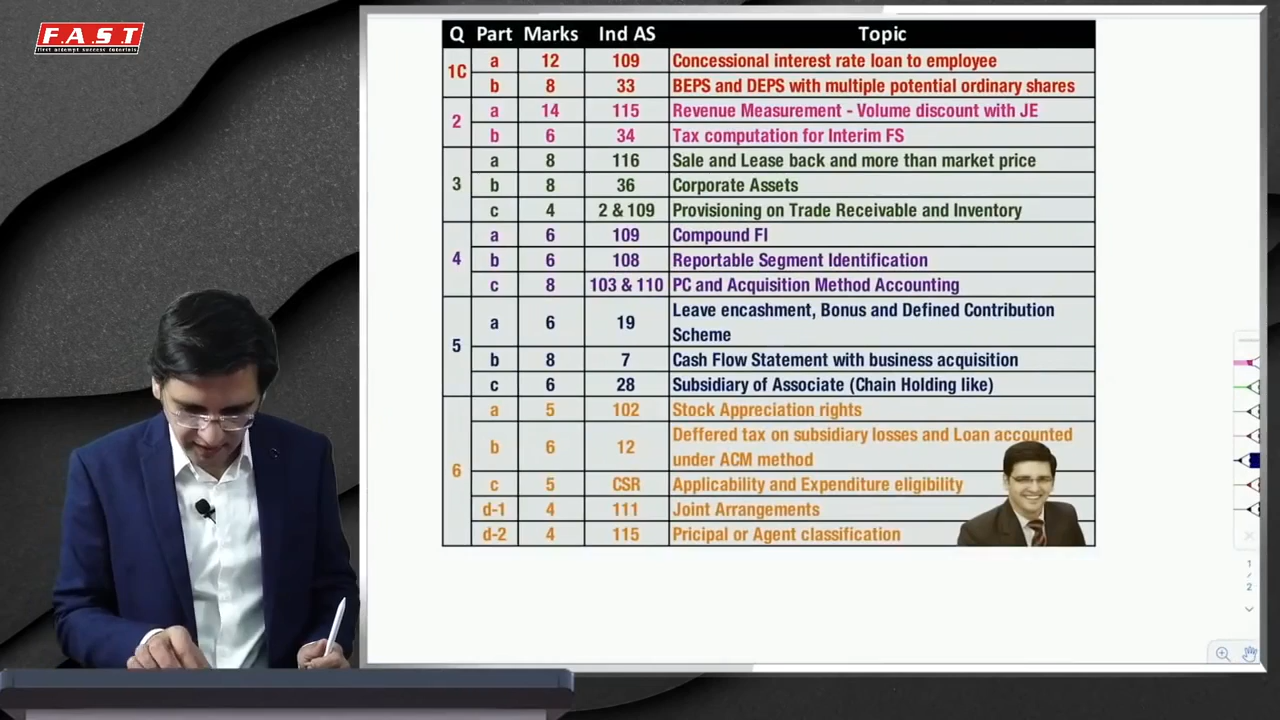 F.A.S.T
first attempt success tutorials
Q Part Marks Ind AS Topic
1C a 12 109 Concessional interest rate loan to employee
b 8 33 BEPS and DEPS with multiple potential ordinary shares
2 a 14 115 Revenue Measurement - Volume discount with JE
b 6 34 Tax computation for Interim FS
3 a 8 116 Sale and Lease back and more than market price
b 8 36 Corporate Assets
c 4 2 & 109 Provisioning on Trade Receivable and Inventory
4 a 6 109 Compound FI
b 6 108 Reportable Segment Identification
c 8 103 & 110 PC and Acquisition Method Accounting
5 a 6 19 Leave encashment, Bonus and Defined Contribution
Scheme
b 8 7 Cash Flow Statement with business acquisition
c 6 28 Subsidiary of Associate (Chain Holding like)
6 a 5 102 Stock Appreciation rights
b 6 12 Deffered tax on subsidiary losses and Loan accounted
under ACM method
c 5 CSR Applicability and Expenditure eligibility
d-1 4 111 Joint Arrangements
d-2 4 115 Pricipal or Agent classification
1
/
2